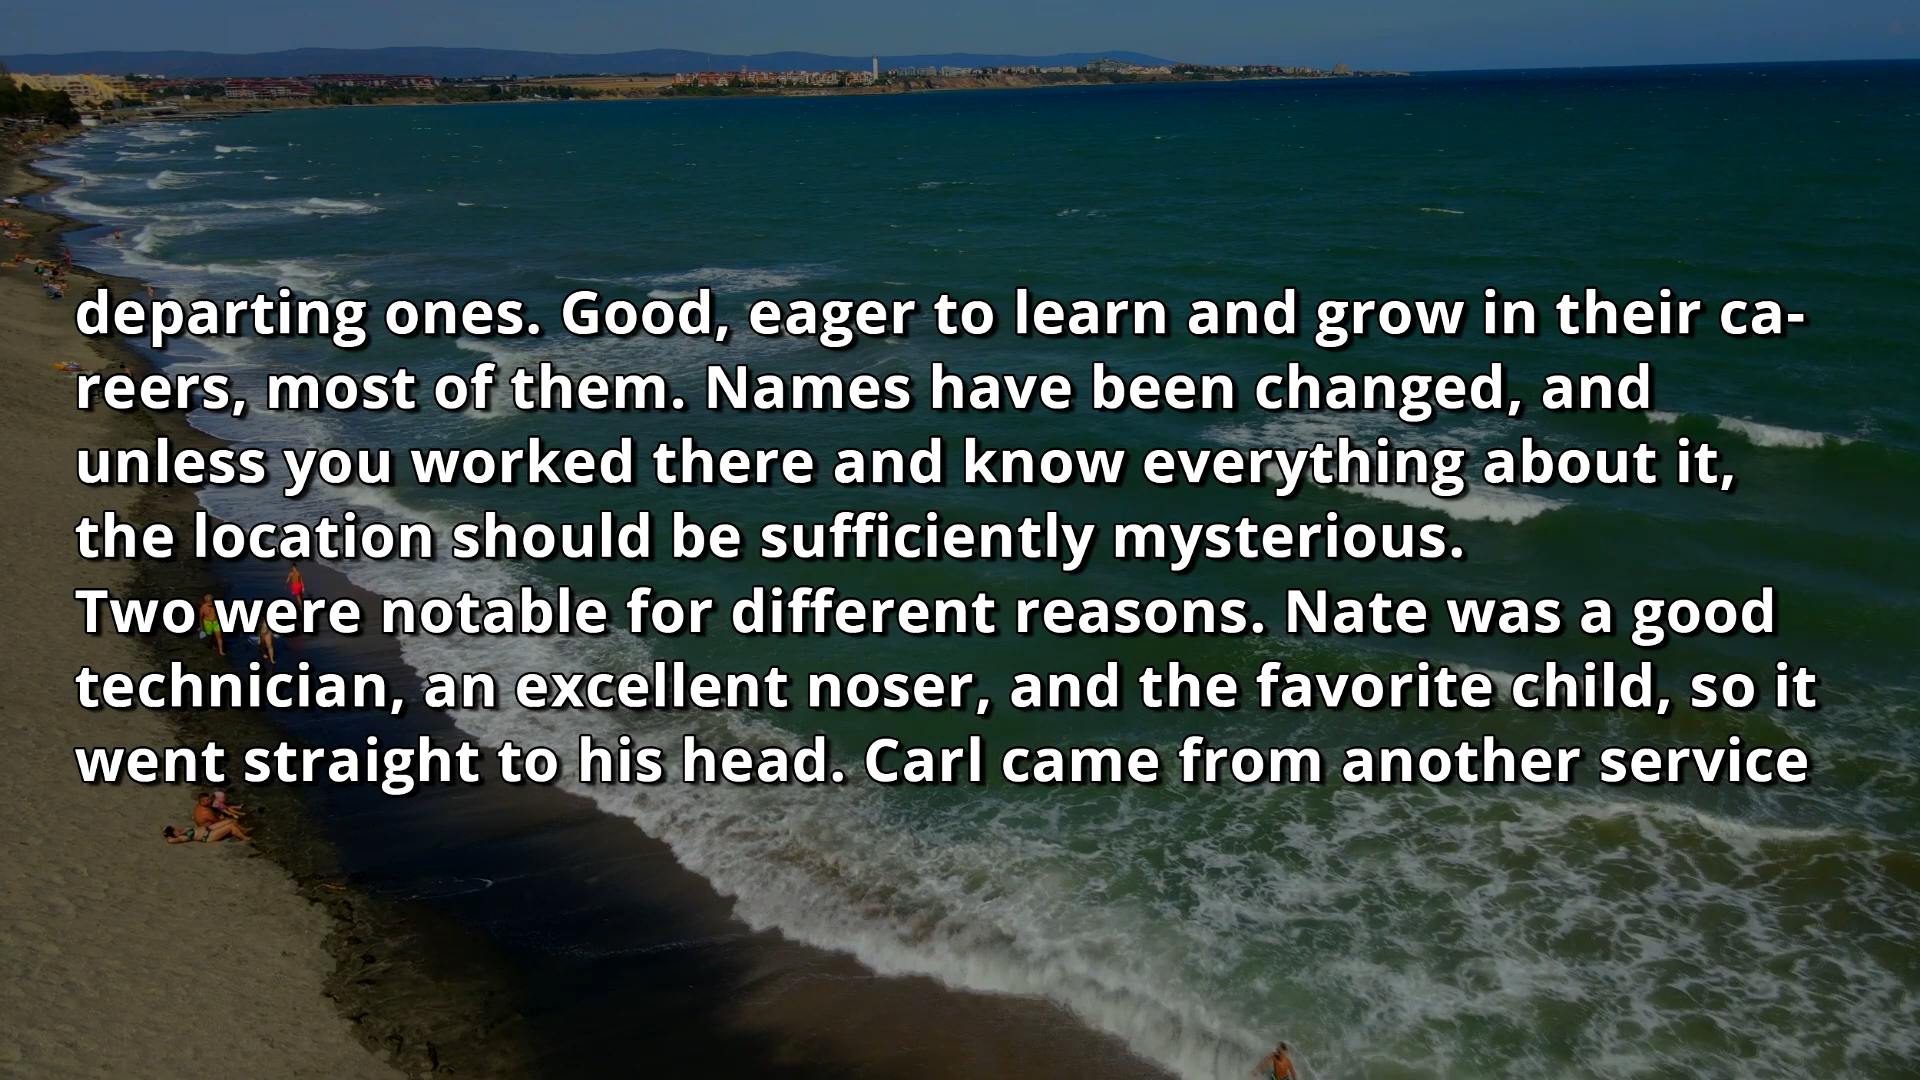 departing ones. Good, eager to learn and grow in their ca-
reers, most of them. Names have been changed, and
unless you worked there and know everything about it,
the location should be sufficiently mysterious.
Two were notable for different reasons. Nate was a good
technician, an excellent noser, and the favorite child, so it
went straight to his head. Carl came from another service